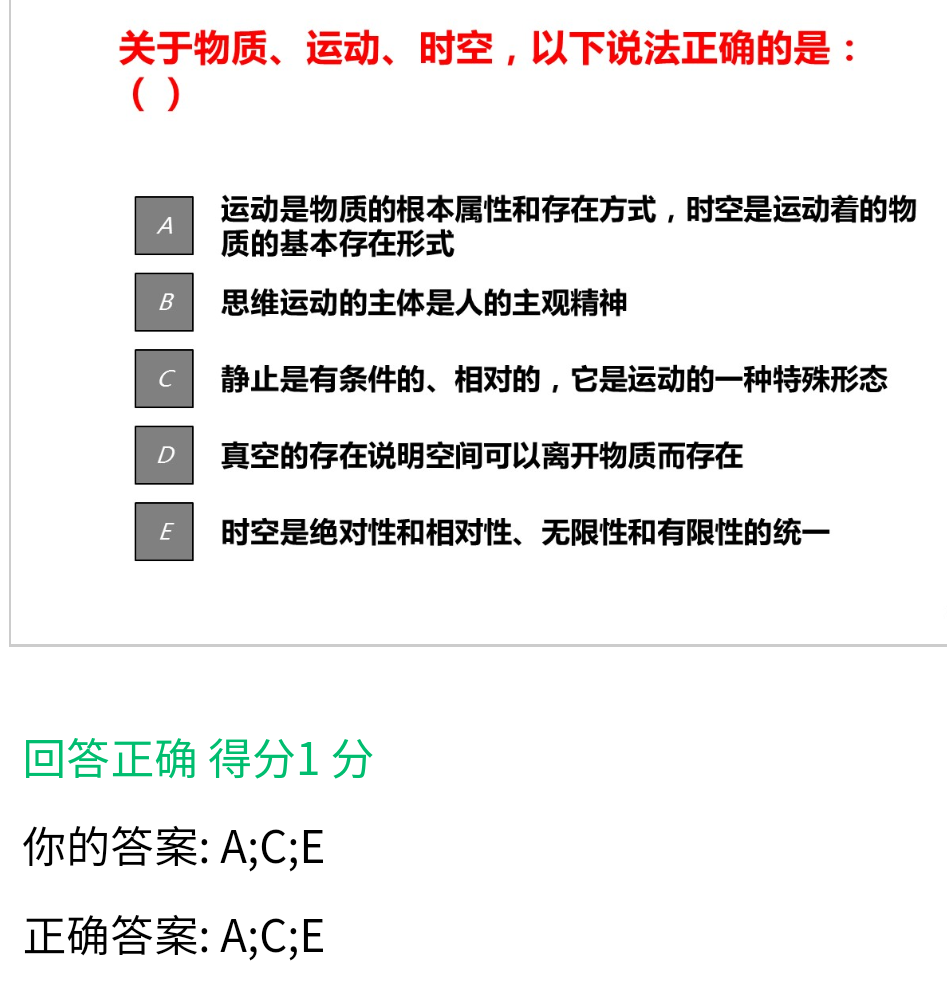 关于物质、运动、时空，以下说法正确的是：
（ ）
A
运动是物质的根本属性和存在方式，时空是运动着的物
质的基本存在形式
B
思维运动的主体是人的主观精神
C
静止是有条件的、相对的，它是运动的一种特殊形态
D
真空的存在说明空间可以离开物质而存在
E
时空是绝对性和相对性、无限性和有限性的统一
回答正确 得分1 分
你的答案: A;C;E
正确答案: A;C;E